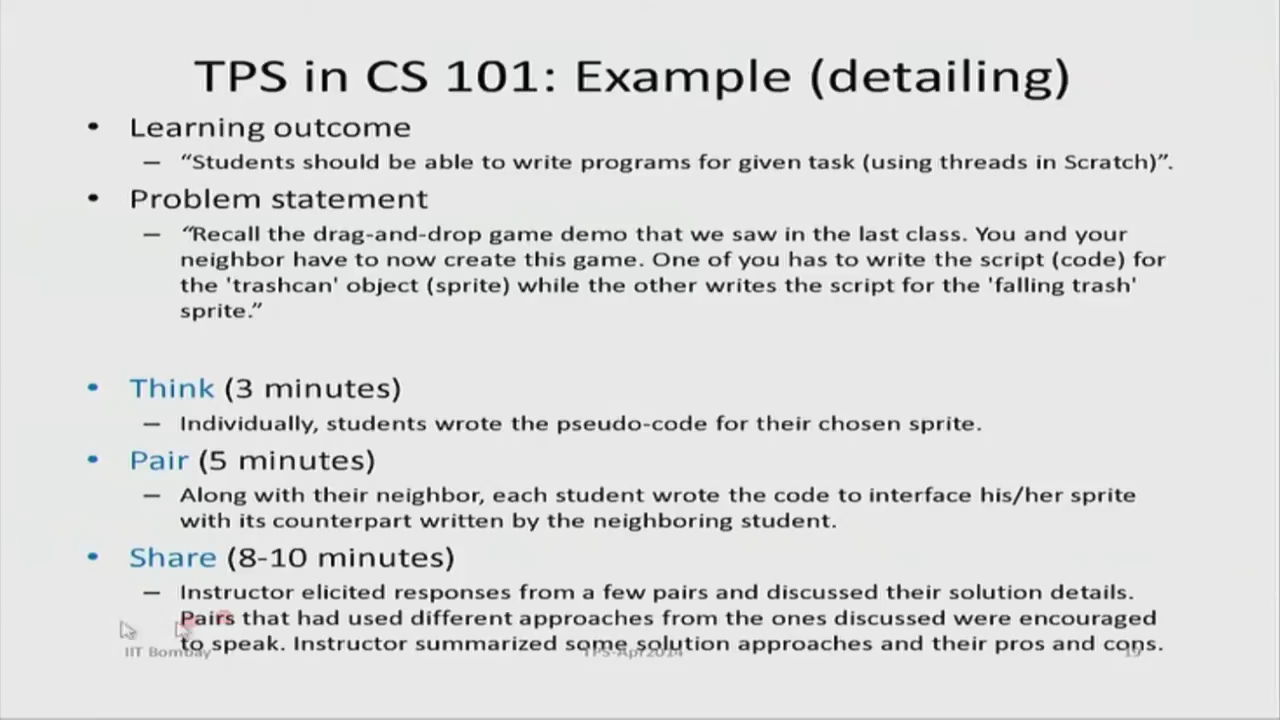 TPS in CS 101: Example (detailing)
• Learning outcome
– “Students should be able to write programs for given task (using threads in Scratch)”.
• Problem statement
– “Recall the drag-and-drop game demo that we saw in the last class. You and your
neighbor have to now create this game. One of you has to write the script (code) for
the 'trashcan' object (sprite) while the other writes the script for the 'falling trash'
sprite.”
• Think (3 minutes)
– Individually, students wrote the pseudo-code for their chosen sprite.
• Pair (5 minutes)
– Along with their neighbor, each student wrote the code to interface his/her sprite
with its counterpart written by the neighboring student.
• Share (8-10 minutes)
– Instructor elicited responses from a few pairs and discussed their solution details.
Pairs that had used different approaches from the ones discussed were encouraged
to speak. Instructor summarized some solution approaches and their pros and cons.
IIT Bombay TPS-Apr2014